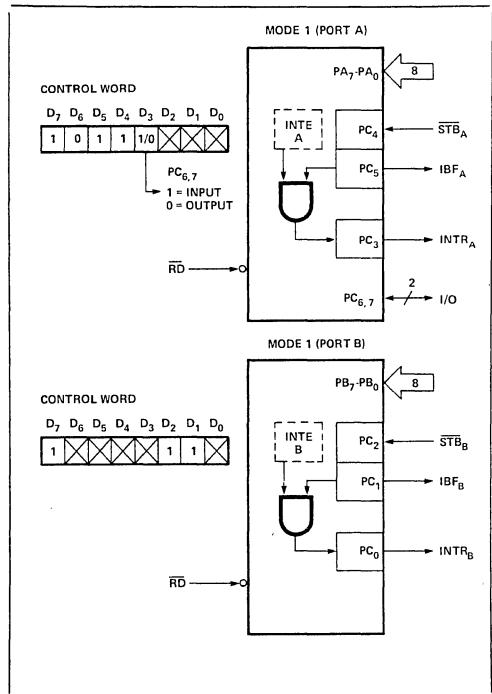 MODE 1 (PORT A)
PA7-PA0
8
CONTROL WORD
D7 D6 D5 D4 D3 D2 D1 D0
1 0 1 1 1/0
PC6,7
1 = INPUT
0 = OUTPUT
INTE
A
PC4
STBA
PC5
IBFA
PC3
INTRA
RD
PC6,7
2
I/O
MODE 1 (PORT B)
PB7-PB0
8
CONTROL WORD
D7 D6 D5 D4 D3 D2 D1 D0
1 1 1
INTE
B
PC2
STBB
PC1
IBFB
PC0
INTRB
RD